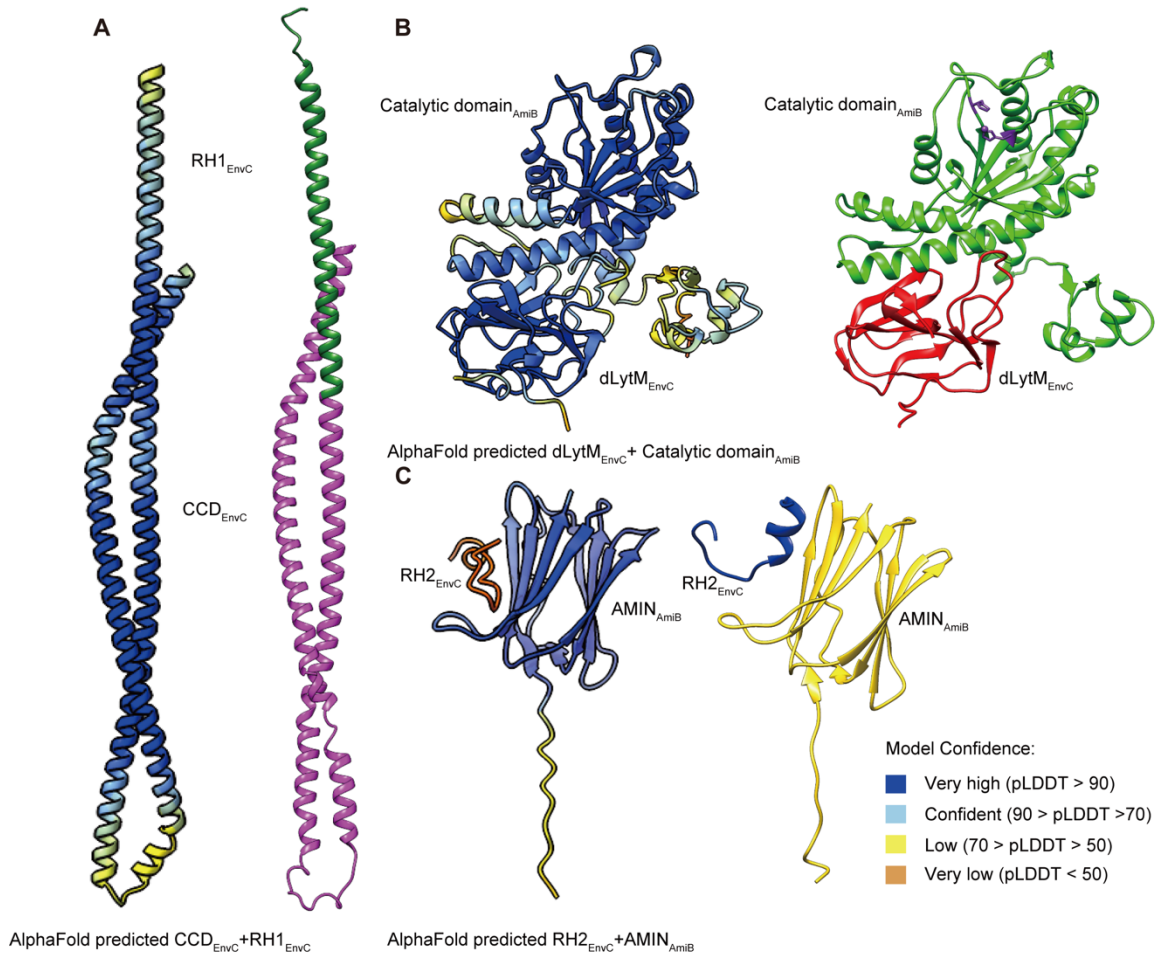 A
RH1EnvC
CCDEnvC
AlphaFold predicted CCDEnvC+RH1EnvC
B
Catalytic domainAmiB
Catalytic domainAmiB
dLytMEnvC
dLytMEnvC
AlphaFold predicted dLytMEnvC+ Catalytic domainAmiB
C
RH2EnvC
AMINAmiB
RH2EnvC
AMINAmiB
Model Confidence:
Very high (pLDDT > 90)
Confident (90 > pLDDT >70)
Low (70 > pLDDT > 50)
Very low (pLDDT < 50)
AlphaFold predicted RH2EnvC+AMINAmiB